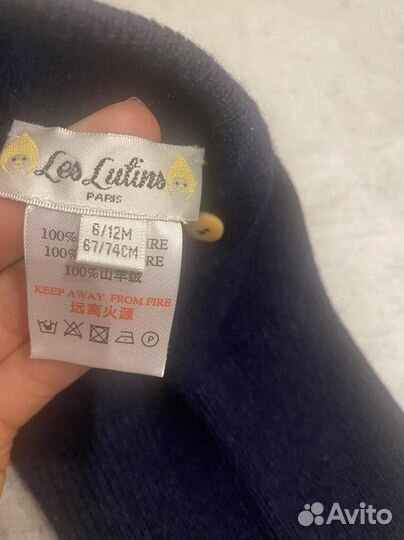 Les Lutins
PARIS
6/12M
67/74CM
100%
100%
100%山羊绒
KEEP AWAY FROM FIRE
远离火源
Avito